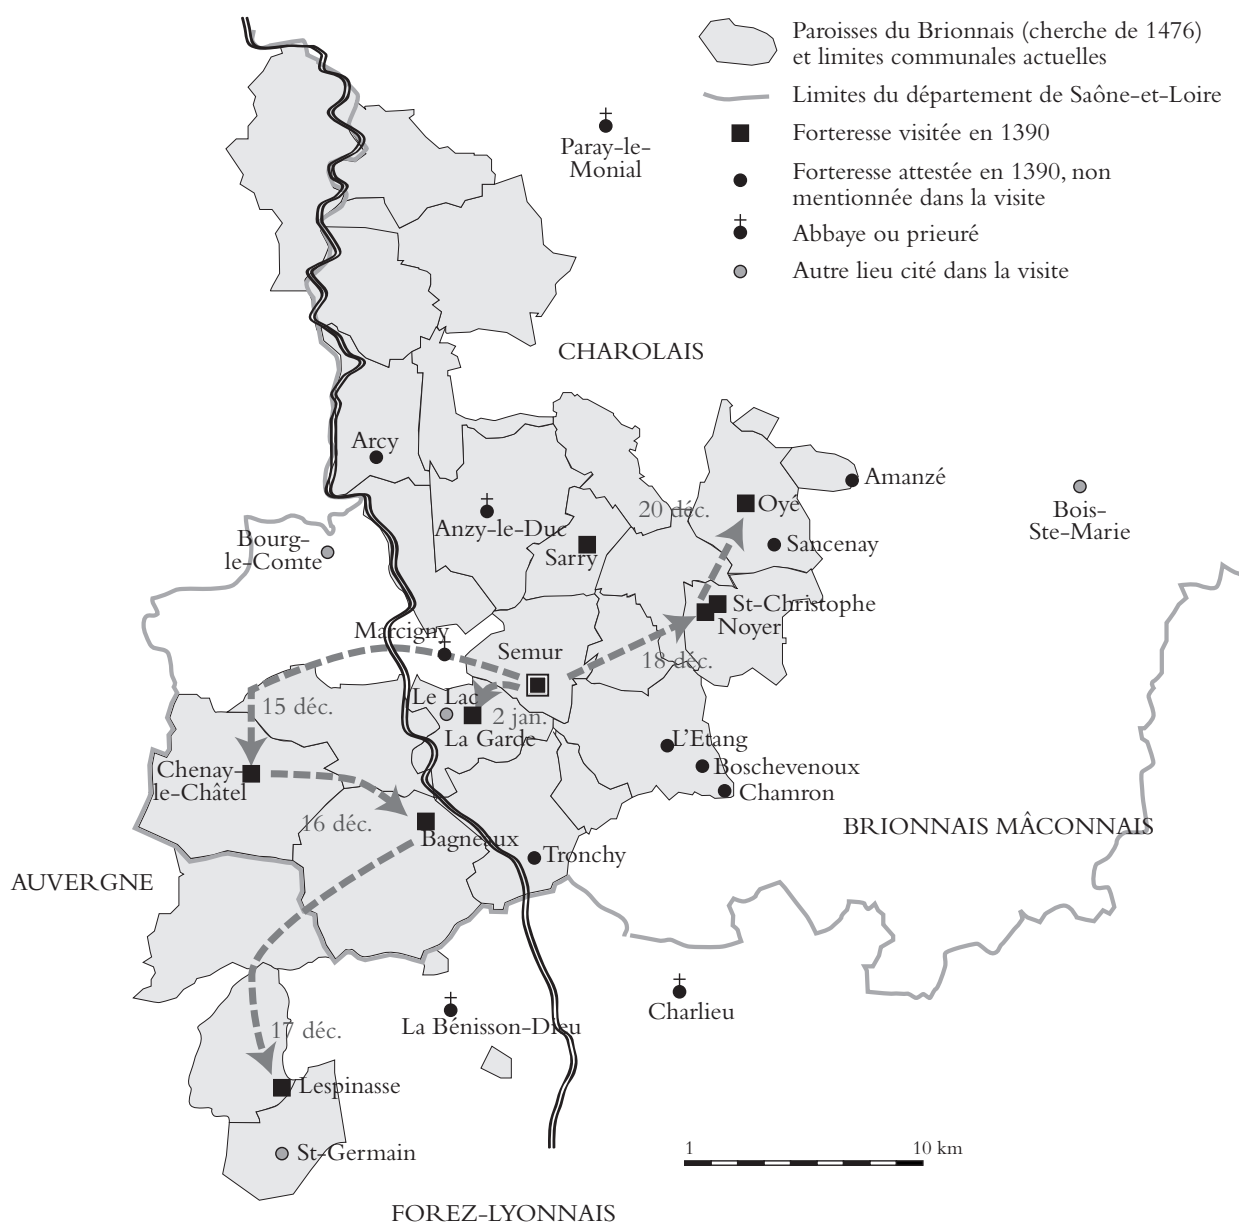 Paroisses du Brionnais (cherche de 1476)
et limites communales actuelles
Limites du département de Saône-et-Loire
Forteresse visitée en 1390
Forteresse attestée en 1390, non
mentionnée dans la visite
Abbaye ou prieuré
Autre lieu cité dans la visite
Paray-le-
Monial
CHAROLAIS
Arcy
Amanzé
20 déc.
Oyé
Bois-
Ste-Marie
Anzy-le-Duc
Bourg-
le-Comte
Sarry
Sancenay
St-Christophe
Noyer
Marcigny
Semur
18 déc.
Le Lac
15 déc.
2 jan.
La Garde
L'Etang
Chenay-
le-Châtel
Boschevenoux
Chamron
16 déc.
Bagneaux
BRIONNAIS MÂCONNAIS
Tronchy
AUVERGNE
Charlieu
La Bénisson-Dieu
17 déc.
Lespinasse
St-Germain
1 10 km
FOREZ-LYONNAIS